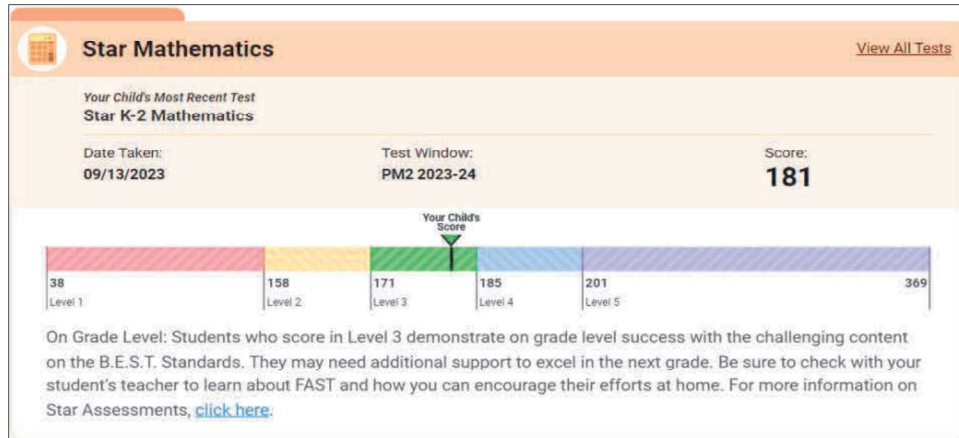 Star Mathematics
View All Tests
Your Child's Most Recent Test
Star K-2 Mathematics
Date Taken:
Test Window:
Score:
09/13/2023
PM2 2023-24
181
Your Child's
Score
38
158
171
185
201
369
Level 1
Level 2
Level 3
Level 4
Level 5
On Grade Level: Students who score in Level 3 demonstrate on grade level success with the challenging content
on the B.E.S.T. Standards. They may need additional support to excel in the next grade. Be sure to check with your
student's teacher to learn about FAST and how you can encourage their efforts at home. For more information on
Star Assessments, click here.